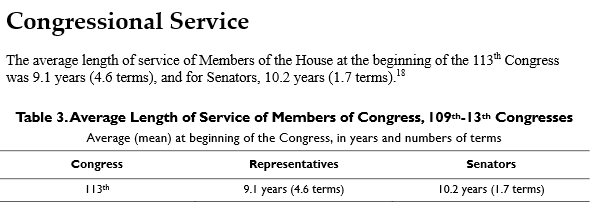 Congressional Service
The average length of service of Members of the House at the beginning of the 113th Congress
was 9.1 years (4.6 terms), and for Senators, 10.2 years (1.7 terms).18
Table 3. Average Length of Service of Members of Congress, 109th-13th Congresses
Average (mean) at beginning of the Congress, in years and numbers of terms
Congress Representatives Senators
113th 9.1 years (4.6 terms) 10.2 years (1.7 terms)